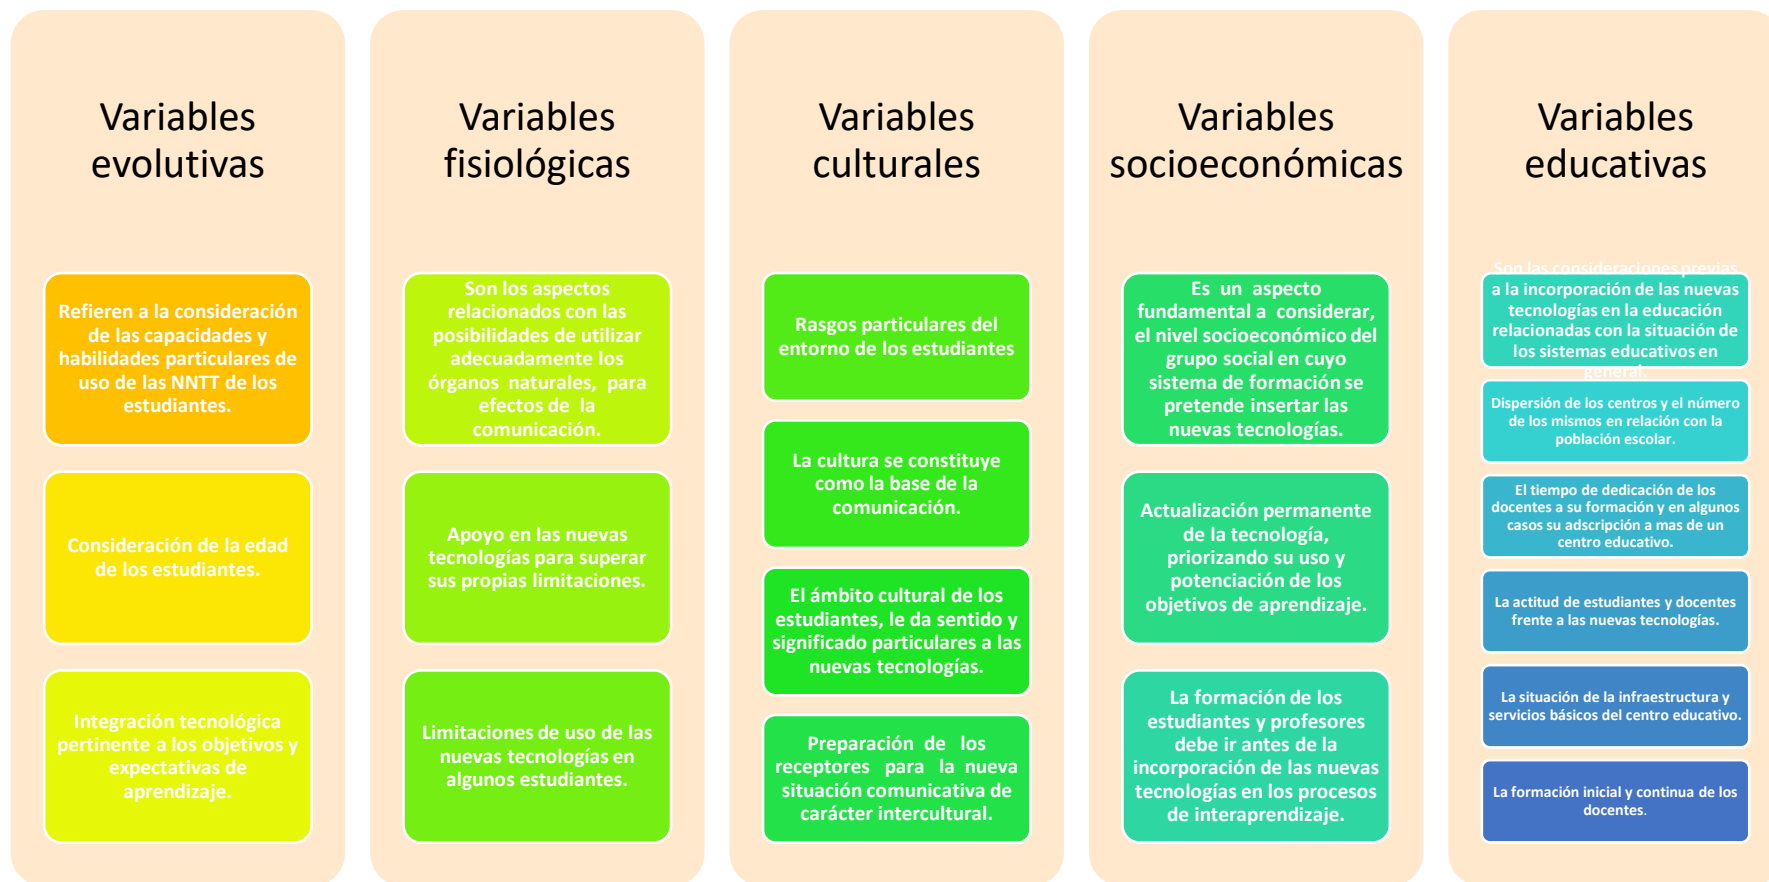 Variables
evolutivas
Refieren a la consideración
de las capacidades y
habilidades particulares de
uso de las NNTT de los
estudiantes.
Consideración de la edad
de los estudiantes.
Integración tecnológica
pertinente a los objetivos y
expectativas de
aprendizaje.
Variables
fisiológicas
Son los aspectos
relacionados con las
posibilidades de utilizar
adecuadamente los
órganos naturales, para
efectos de la
comunicación.
Apoyo en las nuevas
tecnologías para superar
sus propias limitaciones.
Limitaciones de uso de las
nuevas tecnologías en
algunos estudiantes.
Variables
culturales
Rasgos particulares del
entorno de los estudiantes
La cultura se constituye
como la base de la
comunicación.
El ámbito cultural de los
estudiantes, le da sentido y
significado particulares a las
nuevas tecnologías.
Preparación de los
receptores para la nueva
situación comunicativa de
carácter intercultural.
Variables
socioeconómicas
Es un aspecto
fundamental a considerar,
el nivel socioeconómico del
grupo social en cuyo
sistema de formación se
pretende insertar las
nuevas tecnologías.
Actualización permanente
de la tecnología,
priorizando su uso y
potenciación de los
objetivos de aprendizaje.
La formación de los
estudiantes y profesores
debe ir antes de la
incorporación de las nuevas
tecnologías en los procesos
de interaprendizaje.
Variables
educativas
Son las consideraciones previas
a la incorporación de las nuevas
tecnologías en la educación
relacionadas con la situación de
los sistemas educativos en
general.
Dispersión de los centros y el número
de los mismos en relación con la
población escolar.
El tiempo de dedicación de los
docentes a su formación y en algunos
casos su adscripción a mas de un
centro educativo.
La actitud de estudiantes y docentes
frente a las nuevas tecnologías.
La situación de la infraestructura y
servicios básicos del centro educativo.
La formación inicial y continua de los
docentes.